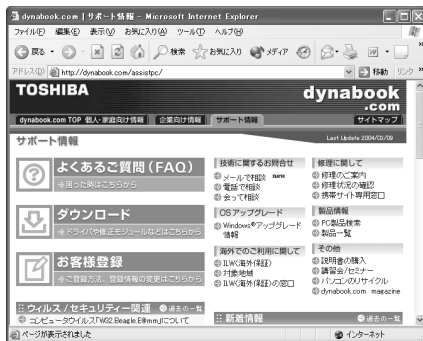 dynabook.com | サポート情報 - Microsoft Internet Explorer
ファイル(F) 編集(E) 表示(V) お気に入り(A) ツール(T) ヘルプ(H)
戻る 検索 お気に入り メディア
アドレス(D) http://dynabook.com/assistpc/ 移動 リンク
TOSHIBA
dynabook.com
dynabook.com TOP 個人・家庭向け情報 企業向け情報 サポート情報 サイトマップ
サポート情報
Last Update 2004/03/09
よくあるご質問(FAQ)
困った時はこちらから
ダウンロード
ドライバや修正モジュールなどはこちらから
お客様登録
ご登録方法、登録情報の変更はこちらから
技術に関するお問合せ
メールで相談 new
電話で相談
会って相談
OSアップグレード
Windows®アップグレード情報
海外でのご利用に関して
ILW(海外保証)
対象地域
ILW(海外保証)の窓口
修理に関して
修理のご案内
修理状況の確認
携帯サイト専用窓口
製品情報
PC製品検索
製品一覧
その他
説明書の購入
講習会/セミナー
パソコンのリサイクル
dynabook.com magazine
ウィルス/セキュリティー関連 過去の一覧
コンピュータウイルス「W32.Beagle.E@mm」について
新着情報 過去の一覧
ページが表示されました インターネット